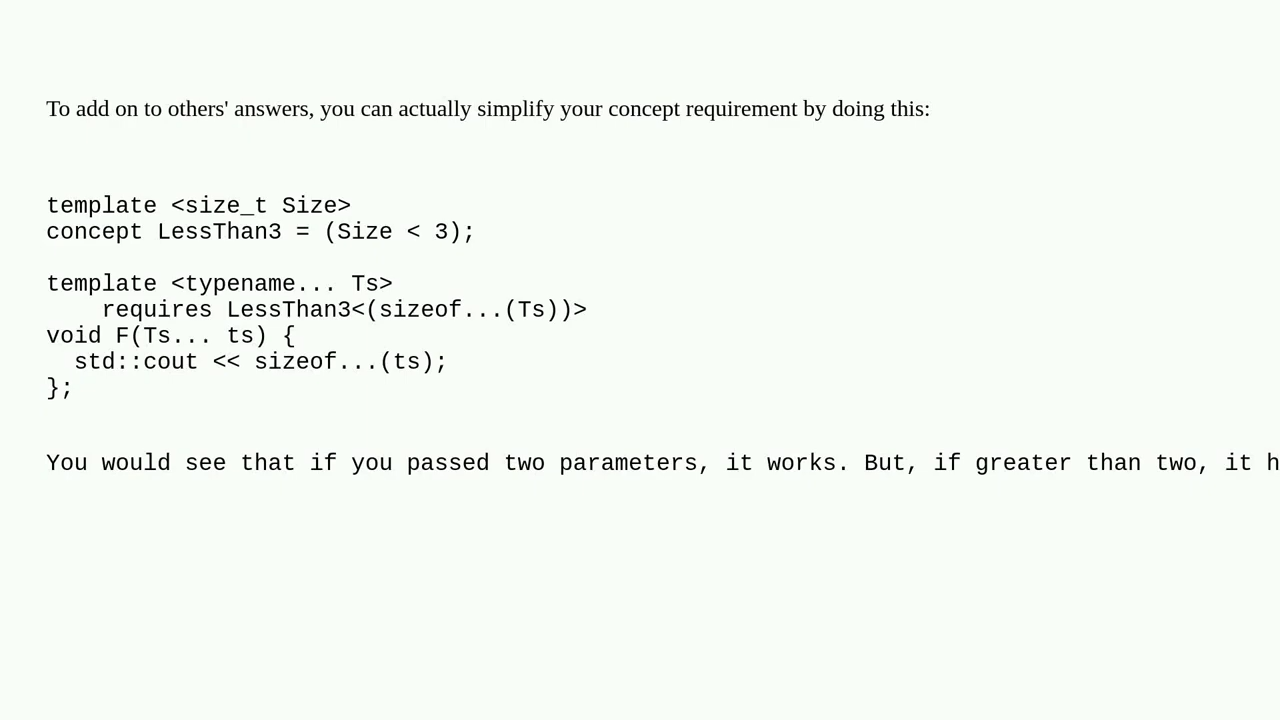 To add on to others' answers, you can actually simplify your concept requirement by doing this:
template <size_t Size>
concept LessThan3 = (Size < 3);
template <typename... Ts>
    requires LessThan3<(sizeof...(Ts))>
void F(Ts... ts) {
  std::cout << sizeof...(ts);
};
You would see that if you passed two parameters, it works. But, if greater than two, it